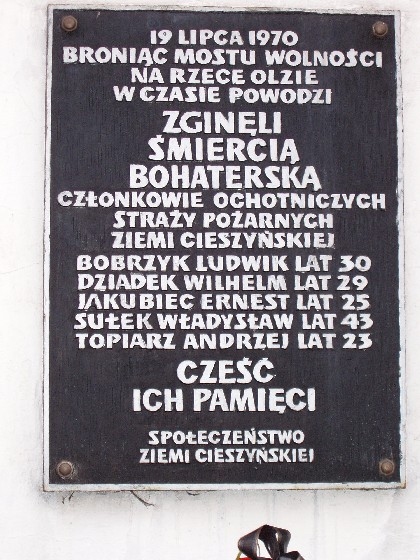 19 LIPCA 1970
BRONIĄC MOSTU WOLNOŚCI
NA RZECE OLZIE
W CZASIE POWODZI
ZGINĘLI
ŚMIERCIĄ
BOHATERSKĄ
CZŁONKOWIE OCHOTNICZYCH
STRAŻY POŻARNYCH
ZIEMI CIESZYŃSKIEJ
BOBRZYK LUDWIK LAT 30
DZIADEK WILHELM LAT 29
JAKUBIEC ERNEST LAT 25
SUŁEK WŁADYSŁAW LAT 43
TOPIARZ ANDRZEJ LAT 23
CZEŚĆ
ICH PAMIĘCI
SPOŁECZEŃSTWO
ZIEMI CIESZYŃSKIEJ